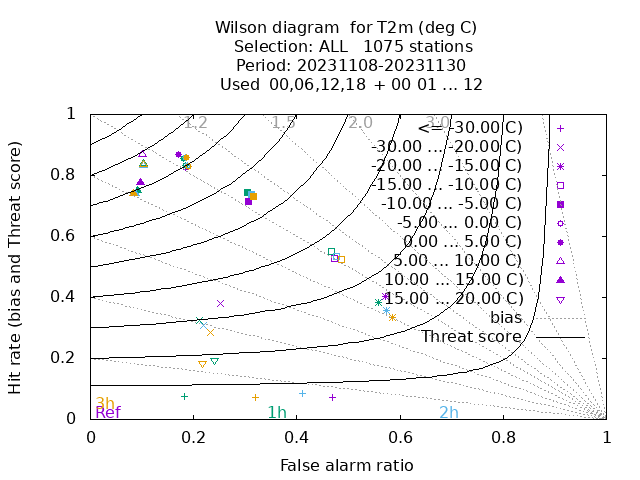 Wilson diagram  for T2m (deg C)
Selection: ALL   1075 stations
Period: 20231108-20231130
Used  00,06,12,18  + 00 01 ... 12
Hit rate (bias and Threat score)
1
0.8
0.6
0.4
0.2
0
1.2
1.5
2.0
3.0
<= -30.00 C)
-30.00 ... -20.00 C)
-20.00 ... -15.00 C)
-15.00 ... -10.00 C)
-10.00 ... -5.00 C)
-5.00 ... 0.00 C)
0.00 ... 5.00 C)
5.00 ... 10.00 C)
10.00 ... 15.00 C)
15.00 ... 20.00 C)
bias
Threat score
3h
Ref
1h
2h
0
0.2
0.4
0.6
0.8
1
False alarm ratio